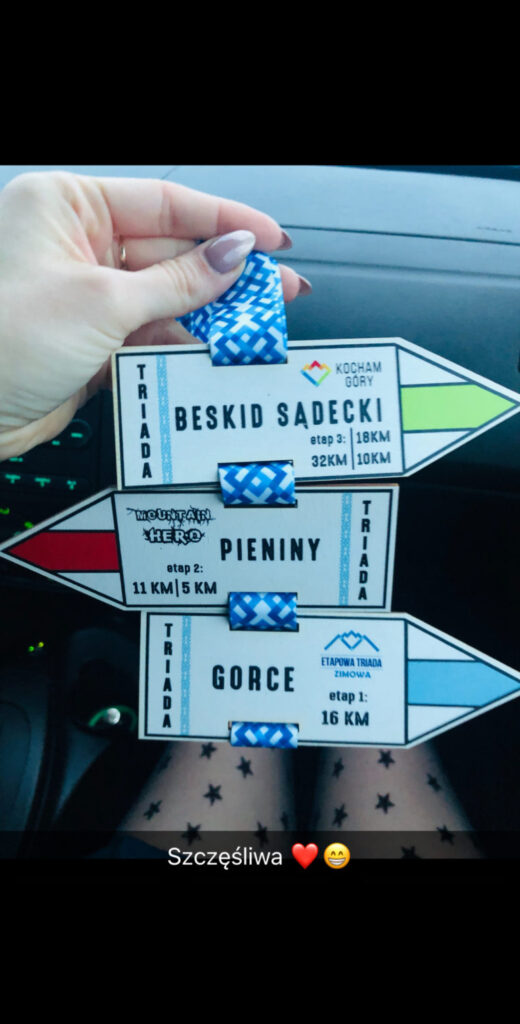 TRIADA
KOCHAM
GÓRY
BESKID SĄDECKI
etap 3: 18KM
32KM 10KM
MOUNTAIN
HERO
PIENINY
etap 2:
11 KM 5 KM
TRIADA
TRIADA
GORCE
ETAPOWA TRIADA
ZIMOWA
etap 1:
16 KM
Szczęśliwa ❤️😁